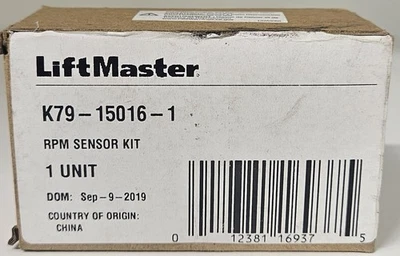 LiftMaster
K79-15016-1
RPM SENSOR KIT
1 UNIT
DOM: Sep-9-2019
COUNTRY OF ORIGIN:
CHINA
0 12381 16937 5